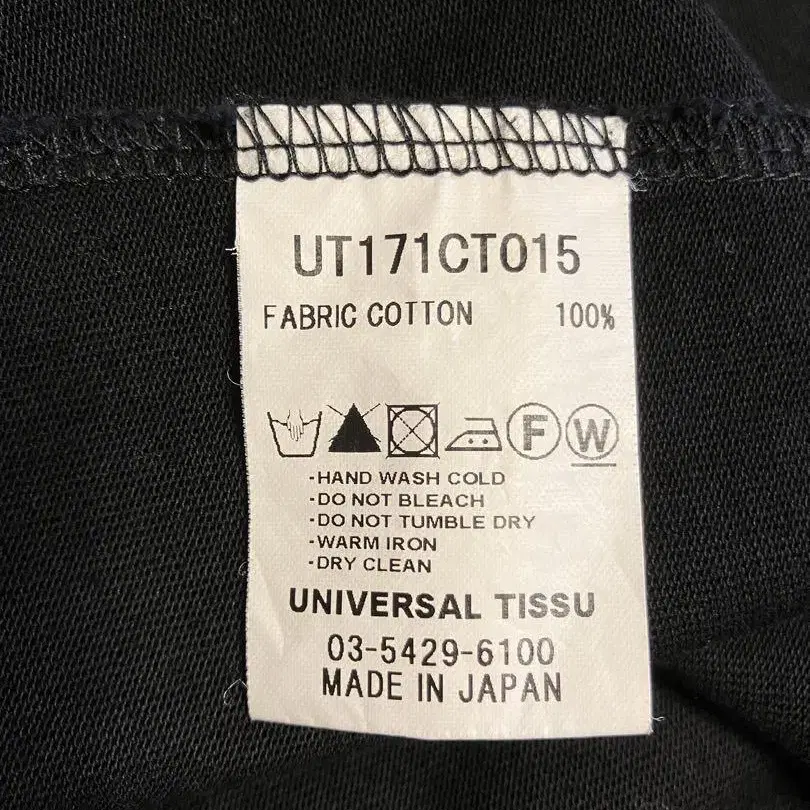 UT171CT015
FABRIC COTTON 100%
F W
-HAND WASH COLD
-DO NOT BLEACH
-DO NOT TUMBLE DRY
-WARM IRON
-DRY CLEAN
UNIVERSAL TISSU
03-5429-6100
MADE IN JAPAN